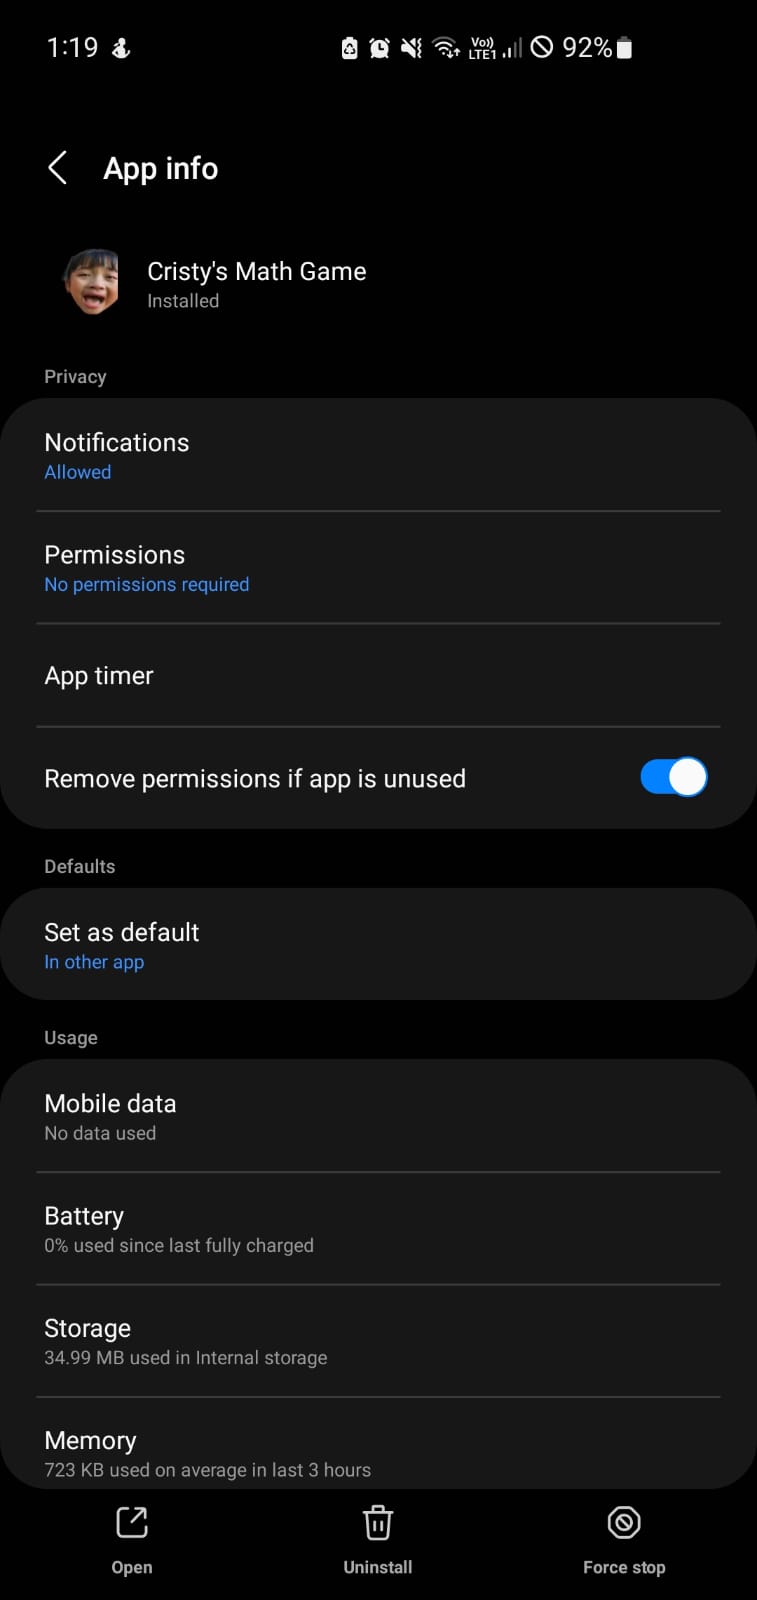 1:19 Vo)) LTE1 92%
App info
Cristy's Math Game
Installed
Privacy
Notifications
Allowed
Permissions
No permissions required
App timer
Remove permissions if app is unused
Defaults
Set as default
In other app
Usage
Mobile data
No data used
Battery
0% used since last fully charged
Storage
34.99 MB used in Internal storage
Memory
723 KB used on average in last 3 hours
Open Uninstall Force stop